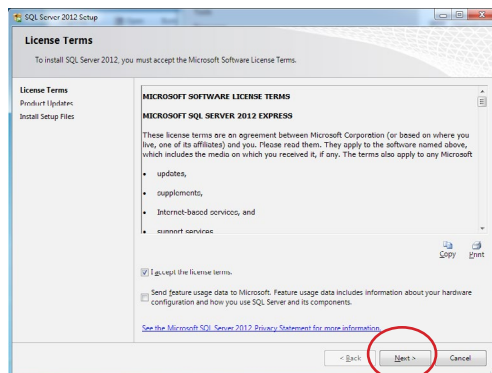 SQL Server 2012 Setup
License Terms
To install SQL Server 2012, you must accept the Microsoft Software License Terms.
License Terms
Product Updates
Install Setup Files
MICROSOFT SOFTWARE LICENSE TERMS
MICROSOFT SQL SERVER 2012 EXPRESS
These license terms are an agreement between Microsoft Corporation (or based on where you
live, one of its affiliates) and you. Please read them. They apply to the software named above,
which includes the media on which you received it, if any. The terms also apply to any Microsoft
• updates,
• supplements,
• Internet-based services, and
• support services
Copy Print
I accept the license terms.
Send feature usage data to Microsoft. Feature usage data includes information about your hardware
configuration and how you use SQL Server and its components.
See the Microsoft SQL Server 2012 Privacy Statement for more information.
< Back Next > Cancel